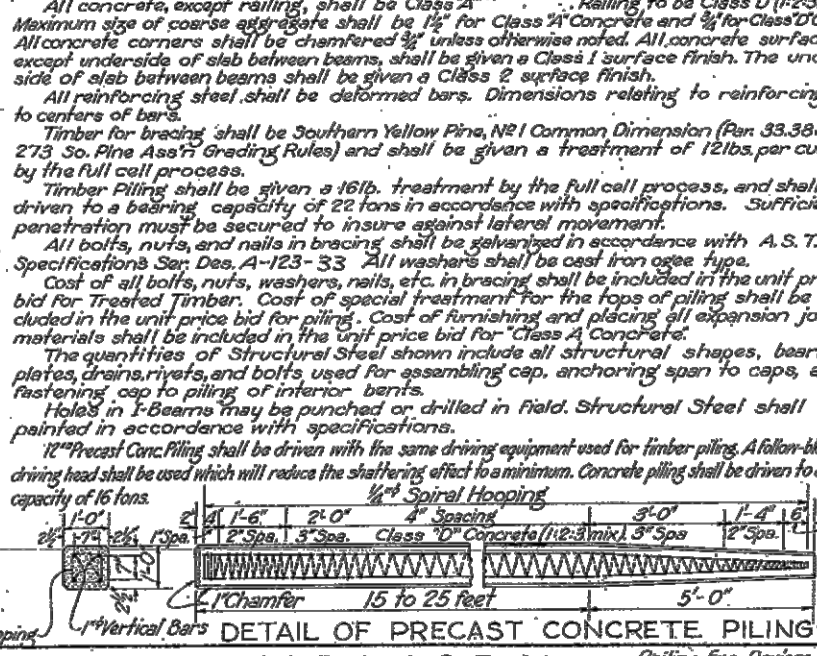 All concrete, except railing, shall be Class "A" Railing to be Class D (1:2:3
Maximum size of coarse aggregate shall be 1½" for Class "A" Concrete and ¾" for Class "D" C
All concrete corners shall be chamfered ¾" unless otherwise noted. All concrete surfac
except underside of slab between beams, shall be given a Class 1 surface finish. The und
side of slab between beams shall be given a Class 2 surface finish.
All reinforcing steel shall be deformed bars. Dimensions relating to reinforcing
to centers of bars.
Timber for bracing shall be Southern Yellow Pine, Nº 1 Common Dimension (Par. 33.38
273 So. Pine Ass'n Grading Rules) and shall be given a treatment of 12 lbs. per cu
by the full cell process.
Timber Piling shall be given a 16 lb. treatment by the full cell process, and shall
driven to a bearing capacity of 22 tons in accordance with specifications. Sufficie
penetration must be secured to insure against lateral movement.
All bolts, nuts, and nails in bracing shall be galvanized in accordance with A.S.T.
Specifications Ser. Des. A-123-33 All washers shall be cast iron ogee type.
Cost of all bolts, nuts, washers, nails, etc. in bracing shall be included in the unit pr
bid for Treated Timber. Cost of special treatment for the tops of piling shall be
cluded in the unit price bid for piling. Cost of furnishing and placing all expansion jo
materials shall be included in the unit price bid for "Class A Concrete".
The quantities of Structural Steel shown include all structural shapes, bear
plates, drains, rivets, and bolts used for assembling cap, anchoring span to caps, a
fastening cap to piling of interior bents.
Holes in I-Beams may be punched or drilled in field. Structural Steel shall
painted in accordance with specifications.
12" Precast Conc. Piling shall be driven with the same driving equipment used for timber piling. A follow-bl
driving head shall be used which will reduce the shattering effect to a minimum. Concrete piling shall be driven to a
capacity of 16 tons.
¼"ᶲ Spiral Hooping
1'-0" 2" 4" 1'-6" 2'-0" 4" Spacing 3'-0" 1'-4" 6"
2½" 7" 2½" 1" Spa. 1" 2" Spa. 3" Spa. Class "D" Concrete (1:2:3 mix) 3" Spa 2" Spa.
7" 1'-0"
2½"
1" Chamfer 15 to 25 feet 5'-0"
oping 1"ᶲ Vertical Bars DETAIL OF PRECAST CONCRETE PILING